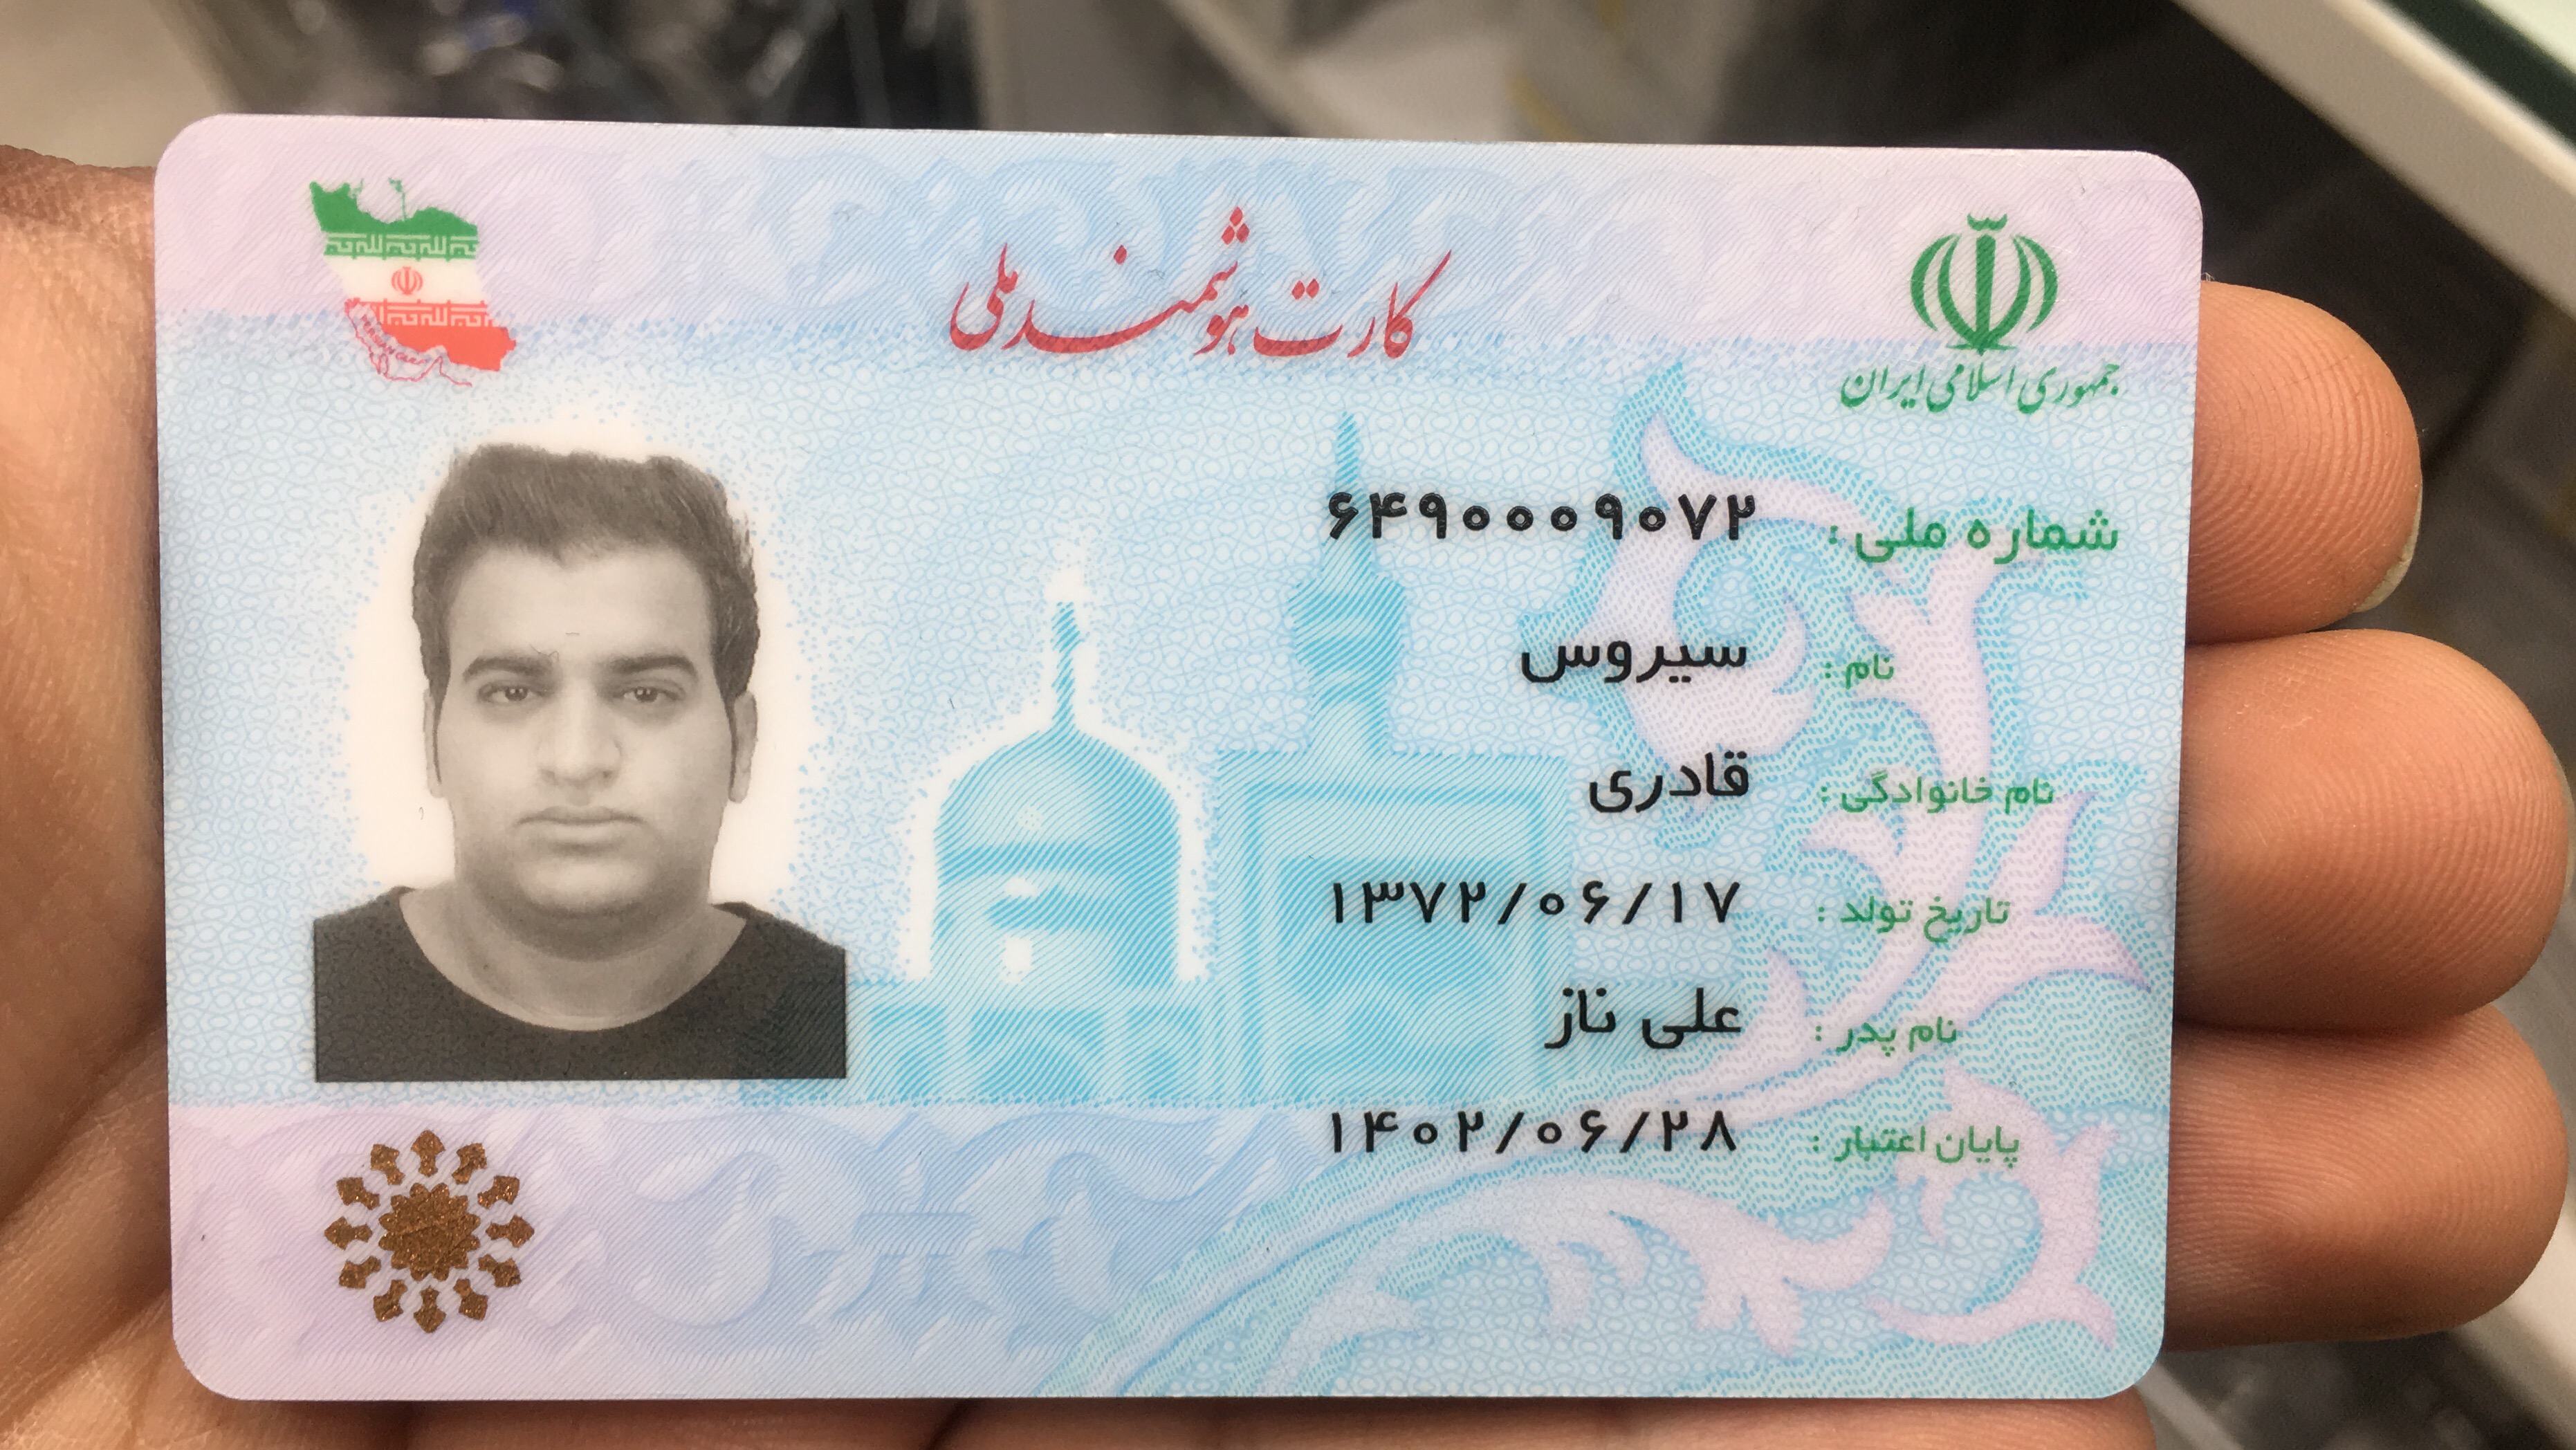 کارت هوشمند ملی
جمهوری اسلامی ایران
شماره ملی : ۶۴۹۰۰۰۹۰۷۲
نام : سیروس
نام خانوادگی : قادری
تاریخ تولد : ۱۳۷۲/۰۶/۱۷
نام پدر : علی ناز
پایان اعتبار : ۱۴۰۲/۰۶/۲۸